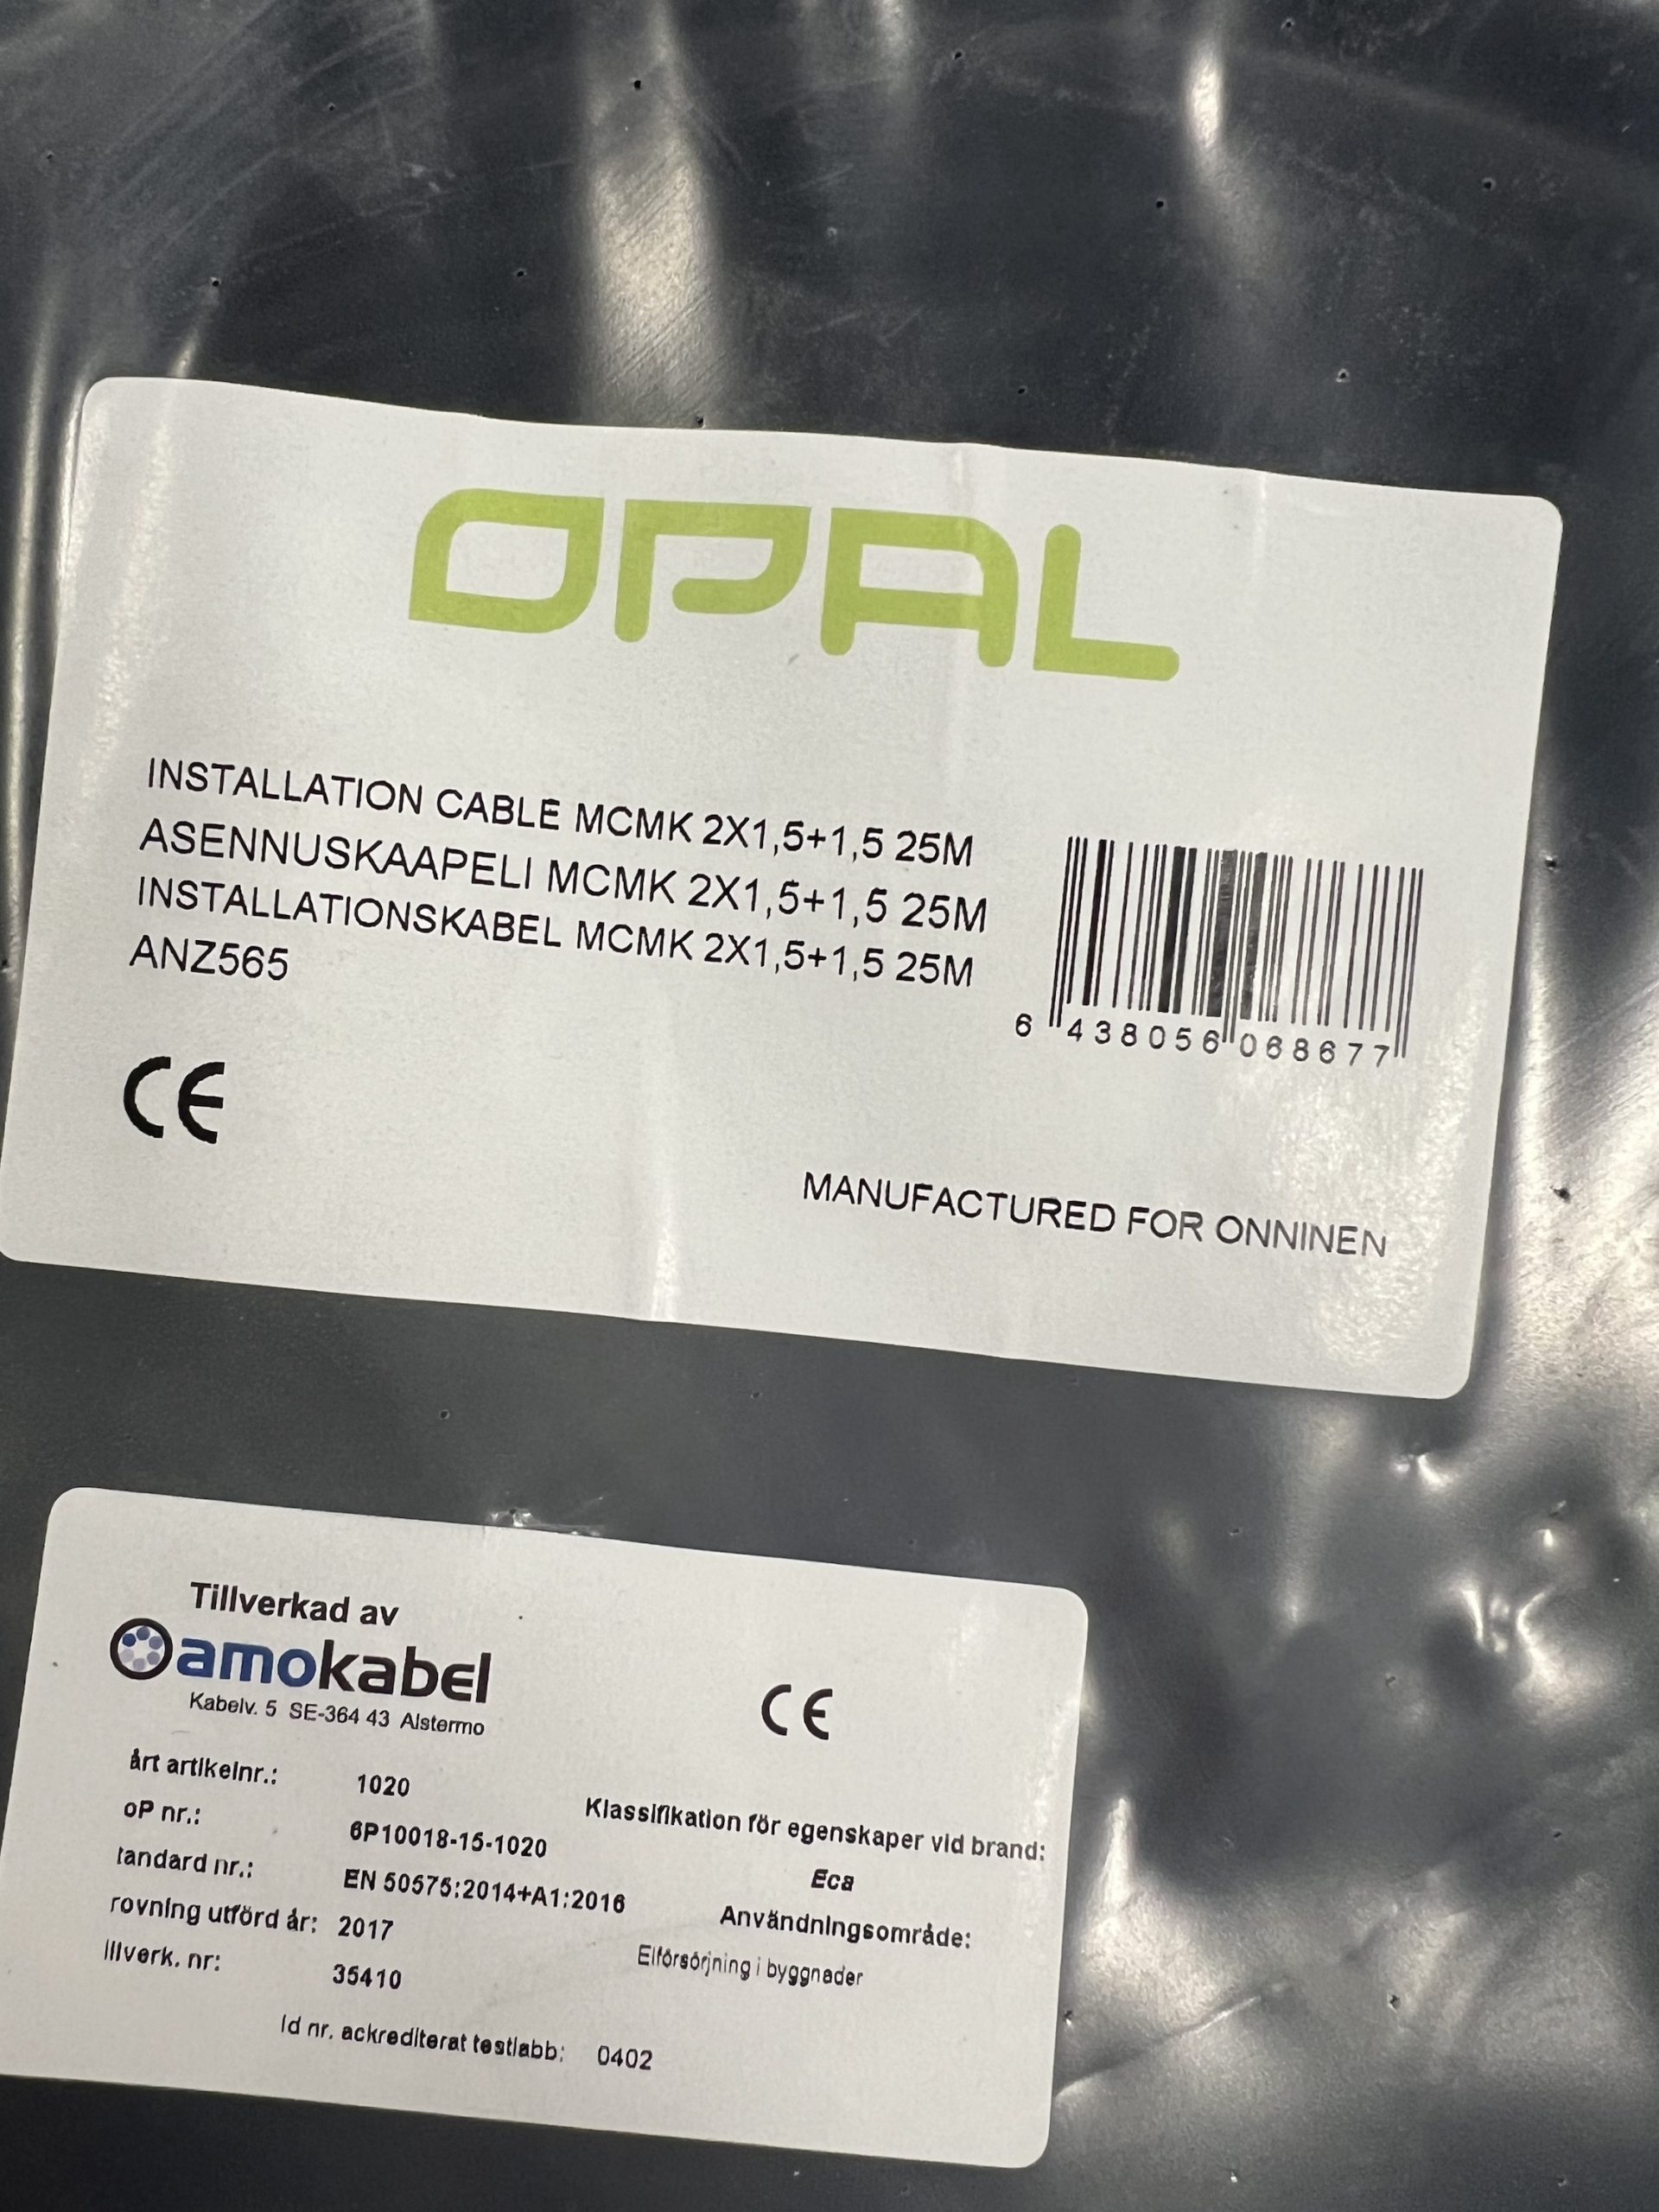 OPAL
INSTALLATION CABLE MCMK 2X1,5+1,5 25M
ASENNUSKAAPELI MCMK 2X1,5+1,5 25M
INSTALLATIONSKABEL MCMK 2X1,5+1,5 25M
ANZ565
6 438056 068677
CE
MANUFACTURED FOR ONNINEN
Tillverkad av
amokabel
Kabelv. 5 SE-364 43 Alstermo
CE
årt artikelnr.: 1020
oP nr.: 6P10018-15-1020
tandard nr.: EN 50575:2014+A1:2016
rovning utförd år: 2017
illverk. nr: 35410
Klassifikation för egenskaper vid brand:
Eca
Användningsområde:
Elförsörjning i byggnader
Id nr. ackrediterat testlabb: 0402